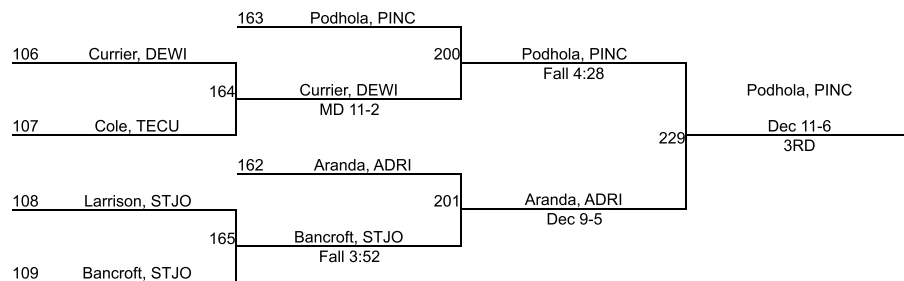 163 Podhola, PINC
106 Currier, DEWI
200 Podhola, PINC
Fall 4:28
164 Currier, DEWI
MD 11-2
Podhola, PINC
107 Cole, TECU
Dec 11-6
229
3RD
162 Aranda, ADRI
108 Larrison, STJO
201 Aranda, ADRI
Dec 9-5
165 Bancroft, STJO
Fall 3:52
109 Bancroft, STJO